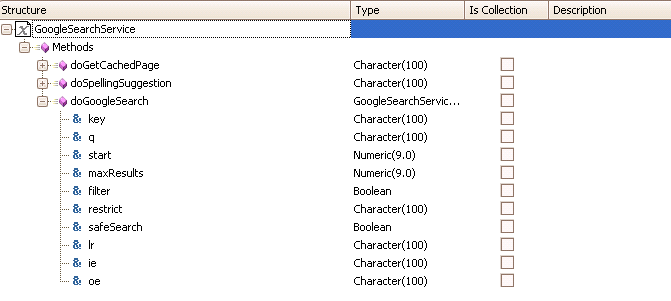 Structure Type Is Collection Description
GoogleSearchService
Methods
doGetCachedPage Character(100)
doSpellingSuggestion Character(100)
doGoogleSearch GoogleSearchServic...
& key Character(100)
& q Character(100)
& start Numeric(9.0)
& maxResults Numeric(9.0)
& filter Boolean
& restrict Character(100)
& safeSearch Boolean
& lr Character(100)
& ie Character(100)
& oe Character(100)